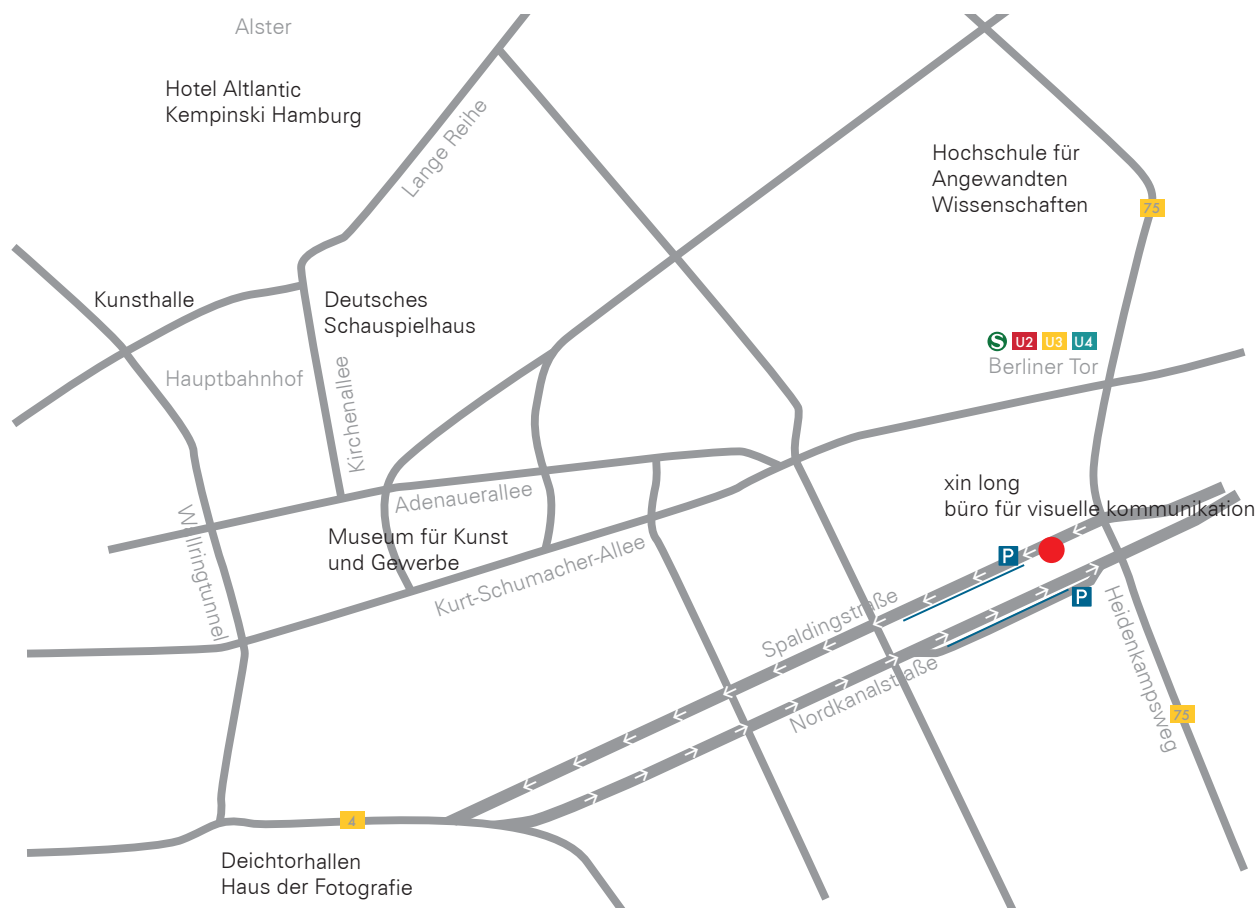 Alster
Hotel Altlantic
Kempinski Hamburg
Lange Reihe
Hochschule für
Angewandten
Wissenschaften
75
Kunsthalle
Deutsches
Schauspielhaus
S U2 U3 U4
Berliner Tor
Hauptbahnhof
Kirchenallee
Adenauerallee
xin long
büro für visuelle kommunikation
Wallringtunnel
Museum für Kunst
und Gewerbe
Kurt-Schumacher-Allee
P
P
Spaldingstraße
Nordkanalstraße
Heidenkampsweg
75
4
Deichtorhallen
Haus der Fotografie